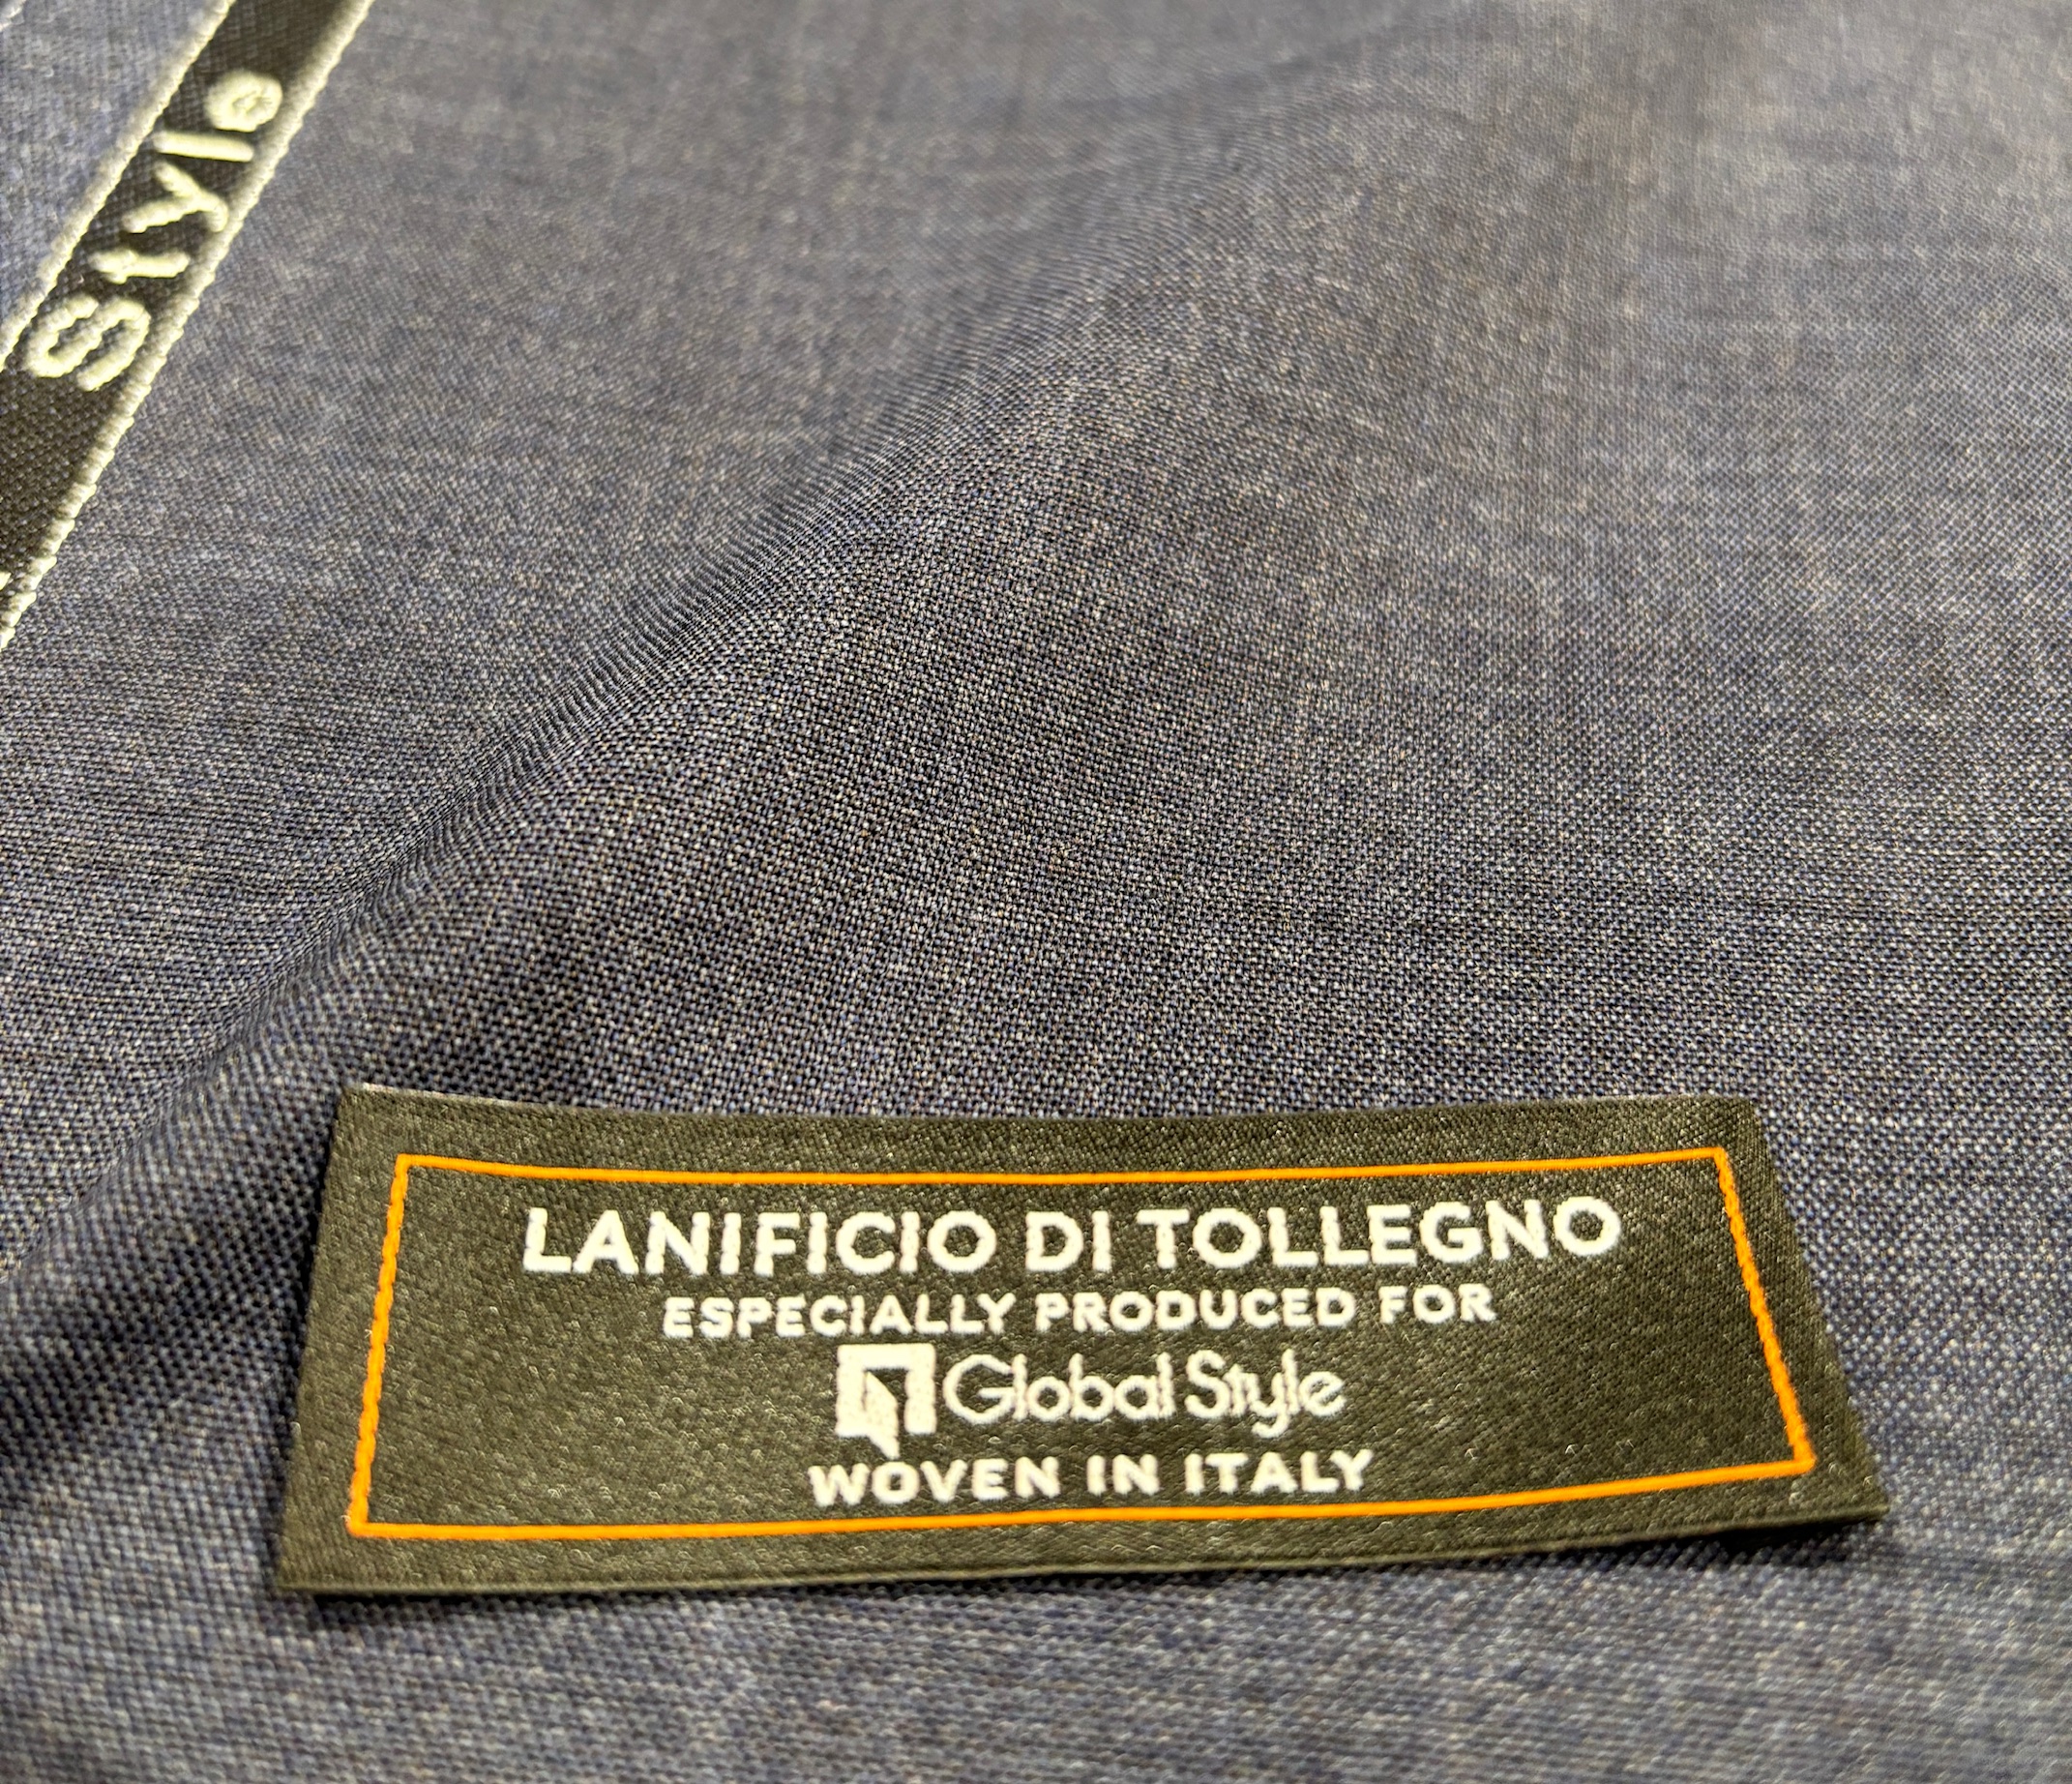 Style
LANIFICIO DI TOLLEGNO
ESPECIALLY PRODUCED FOR
Global Style
WOVEN IN ITALY